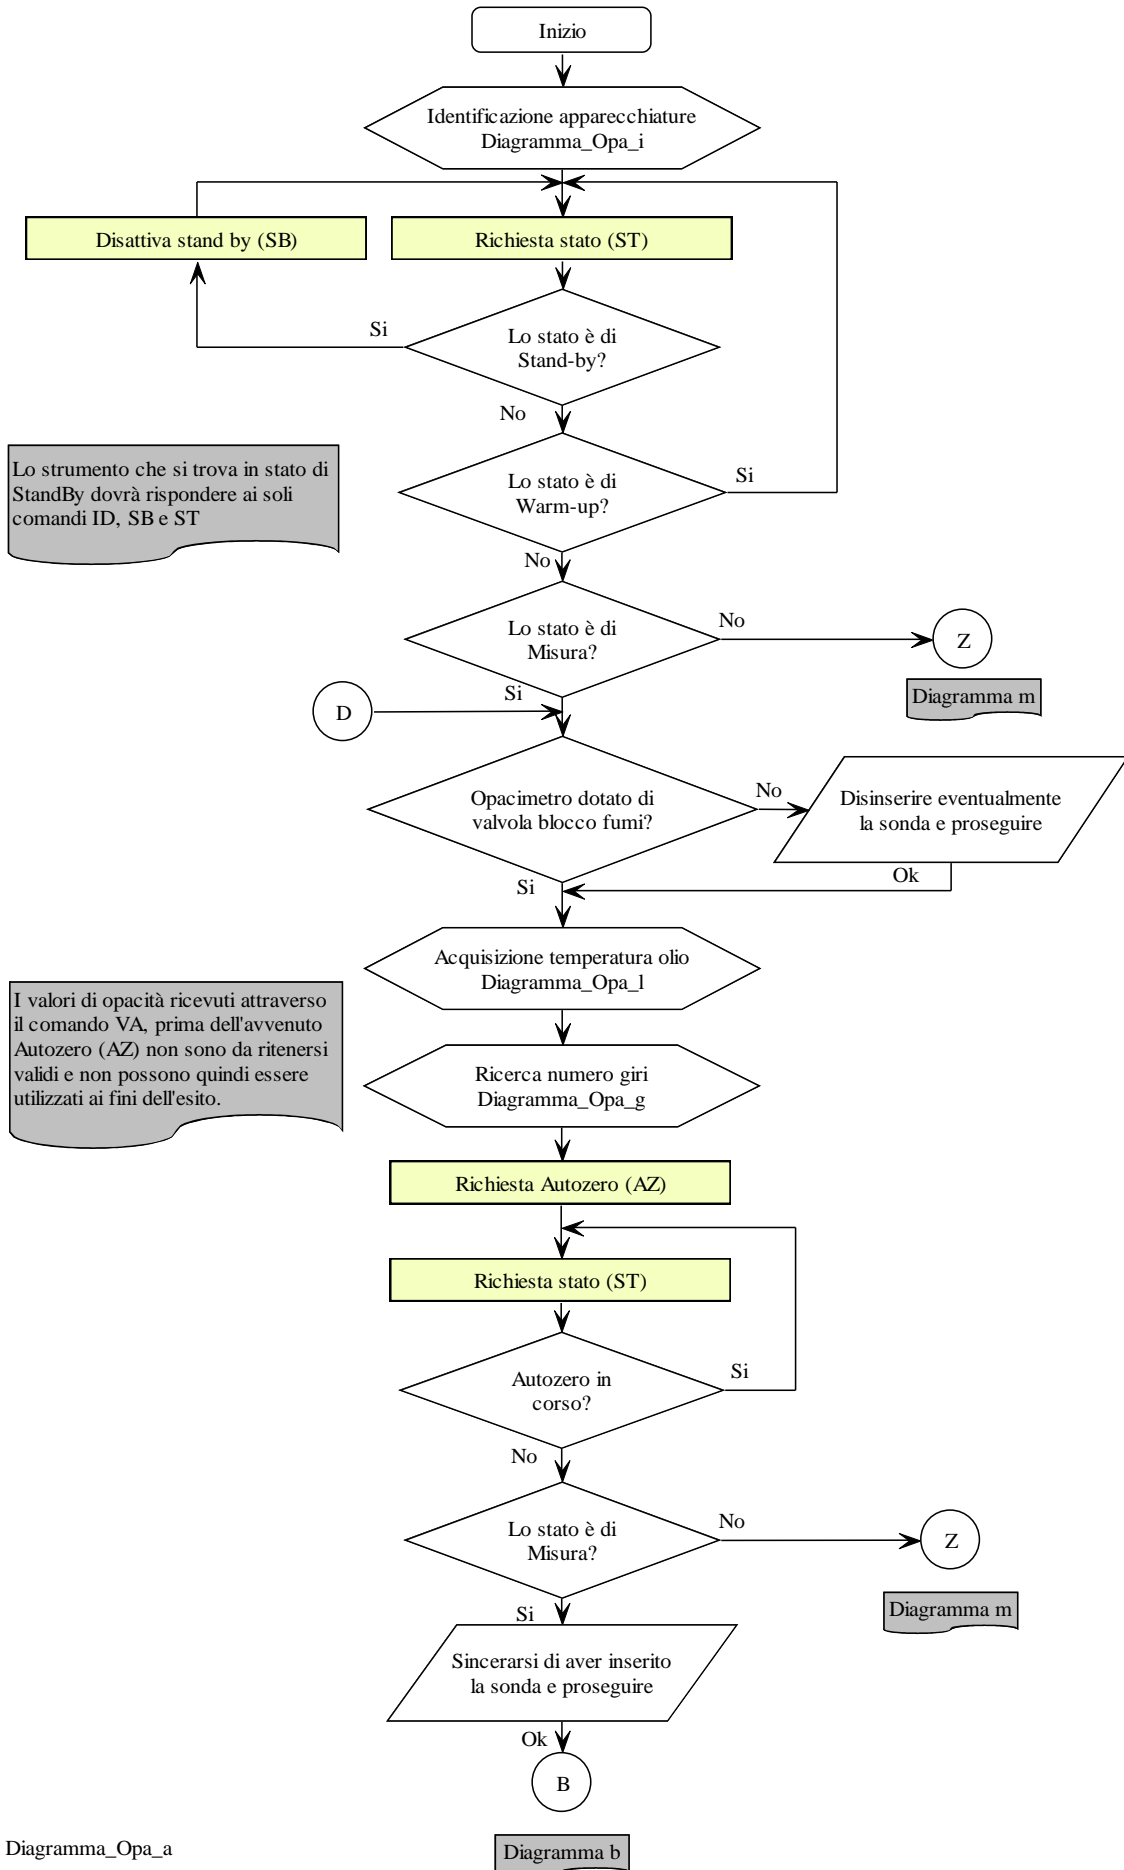 Inizio
Identificazione apparecchiature
Diagramma_Opa_i
Disattiva stand by (SB)
Richiesta stato (ST)
Si
Lo stato è di
Stand-by?
No
Lo strumento che si trova in stato di
StandBy dovrà rispondere ai soli
comandi ID, SB e ST
Lo stato è di
Warm-up?
Si
No
Lo stato è di
Misura?
No
Z
Diagramma m
Si
D
Opacimetro dotato di
valvola blocco fumi?
No
Disinserire eventualmente
la sonda e proseguire
Ok
Si
Acquisizione temperatura olio
Diagramma_Opa_l
I valori di opacità ricevuti attraverso
il comando VA, prima dell'avvenuto
Autozero (AZ) non sono da ritenersi
validi e non possono quindi essere
utilizzati ai fini dell'esito.
Ricerca numero giri
Diagramma_Opa_g
Richiesta Autozero (AZ)
Richiesta stato (ST)
Autozero in
corso?
Si
No
Lo stato è di
Misura?
No
Z
Diagramma m
Si
Sincerarsi di aver inserito
la sonda e proseguire
Ok
B
Diagramma_Opa_a
Diagramma b